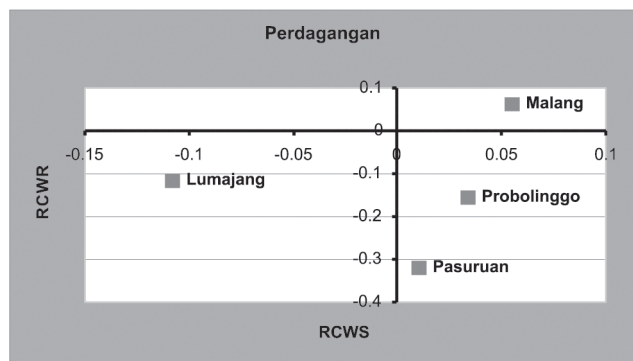 Perdagangan
0.1
Malang
0
-0.15 -0.1 -0.05 0 0.05 0.1
-0.1
Lumajang
RCWR
Probolinggo
-0.2
-0.3
Pasuruan
-0.4
RCWS